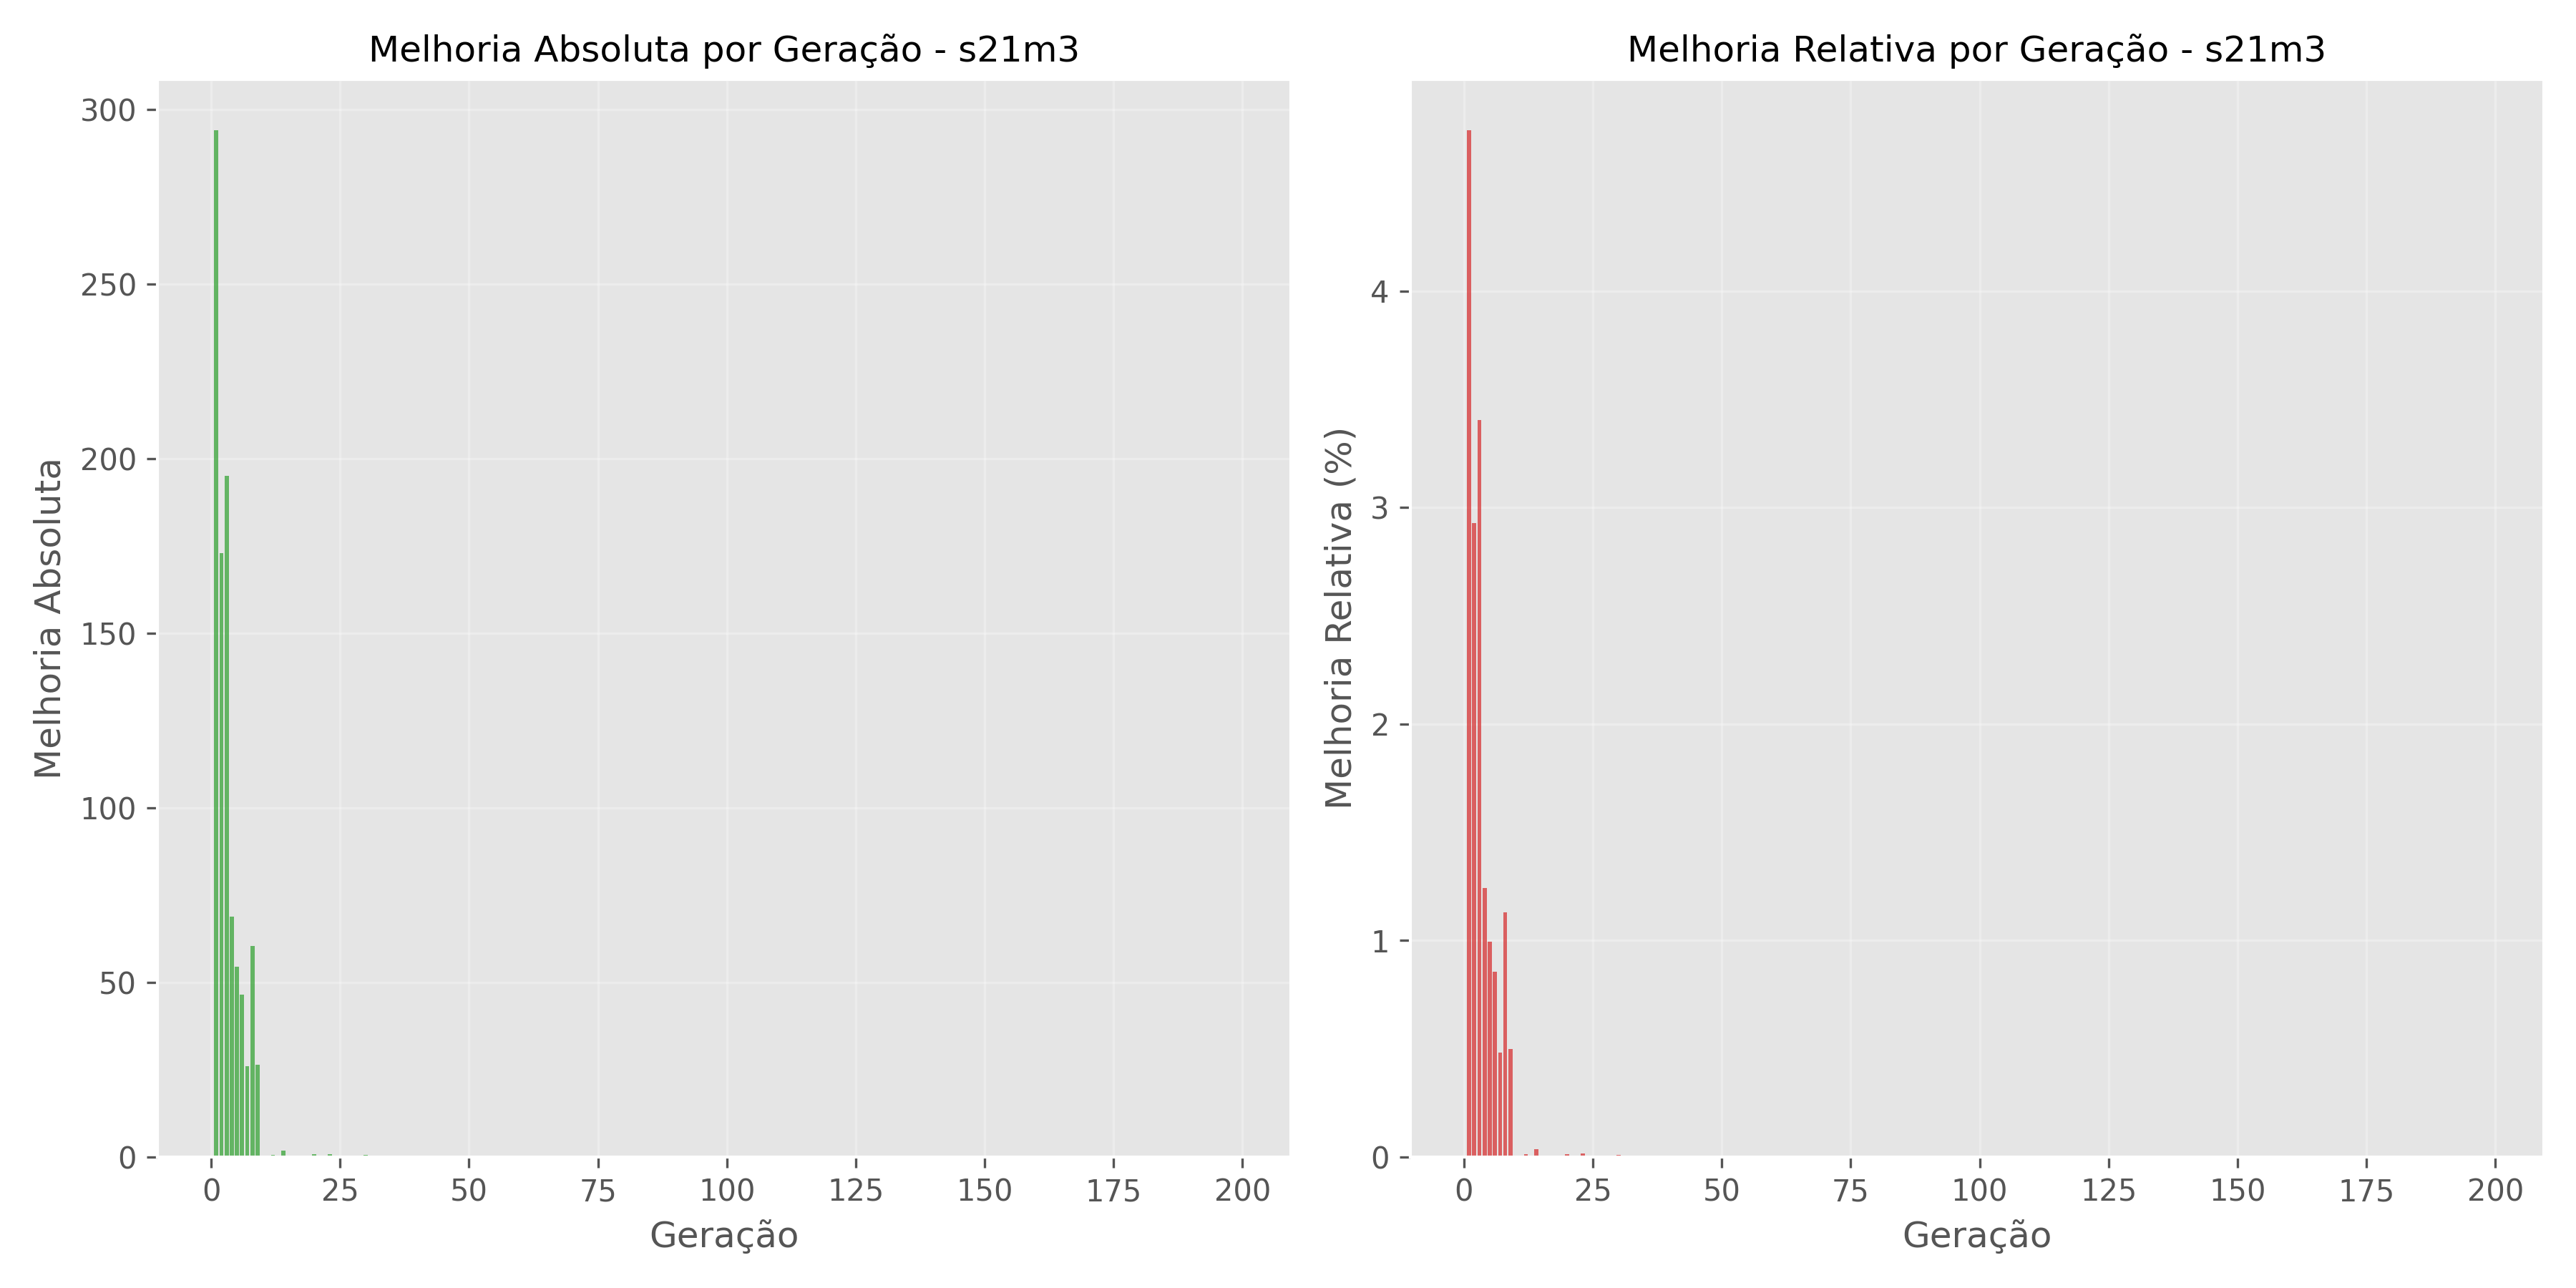 Melhoria Absoluta por Geração - s21m3
300
250
200
150
100
50
0
Melhoria Absoluta
0 25 50 75 100 125 150 175 200
Geração
Melhoria Relativa por Geração - s21m3
4
3
2
1
0
Melhoria Relativa (%)
0 25 50 75 100 125 150 175 200
Geração